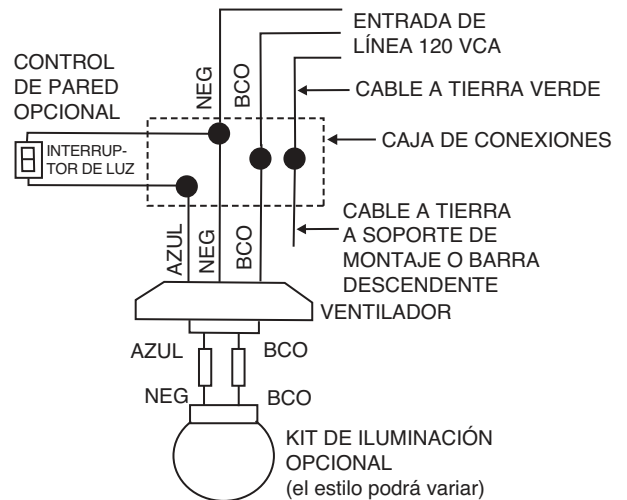 ENTRADA DE
LÍNEA 120 VCA
CONTROL
DE PARED
OPCIONAL
NEG
BCO
CABLE A TIERRA VERDE
CAJA DE CONEXIONES
INTERRUP-
TOR DE LUZ
CABLE A TIERRA
A SOPORTE DE
MONTAJE O BARRA
DESCENDENTE
AZUL
NEG
BCO
VENTILADOR
AZUL
BCO
NEG
BCO
KIT DE ILUMINACIÓN
OPCIONAL
(el estilo podrá variar)